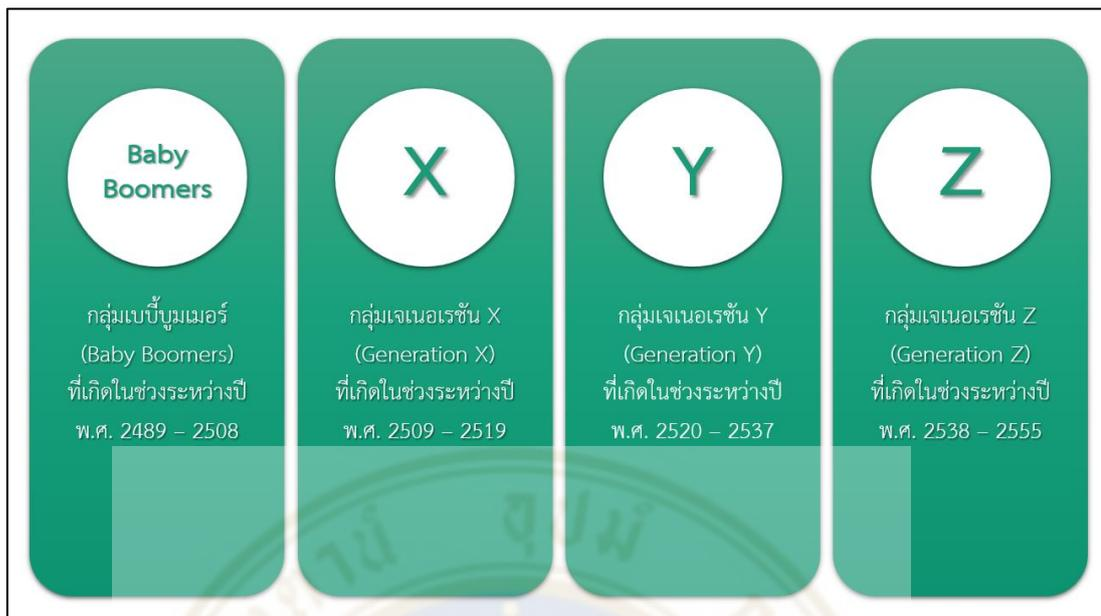 Baby
Boomers
กลุ่มเบบี้บูมเมอร์
(Baby Boomers)
ที่เกิดในช่วงระหว่างปี
พ.ศ. 2489 – 2508
X
กลุ่มเจเนอเรชัน X
(Generation X)
ที่เกิดในช่วงระหว่างปี
พ.ศ. 2509 – 2519
Y
กลุ่มเจเนอเรชัน Y
(Generation Y)
ที่เกิดในช่วงระหว่างปี
พ.ศ. 2520 – 2537
Z
กลุ่มเจเนอเรชัน Z
(Generation Z)
ที่เกิดในช่วงระหว่างปี
พ.ศ. 2538 – 2555